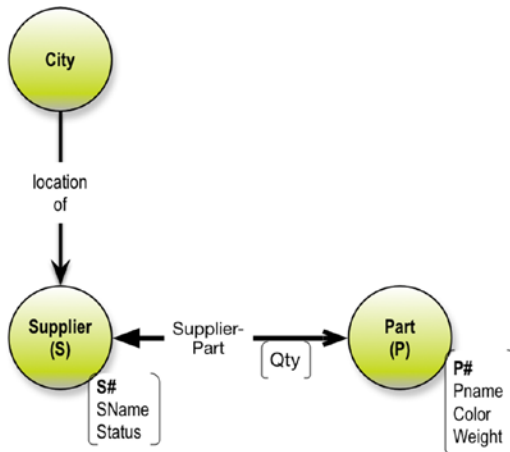 City
location
of
Supplier
(S)
Supplier-
Part
Qty
Part
(P)
S#
SName
Status
P#
Pname
Color
Weight